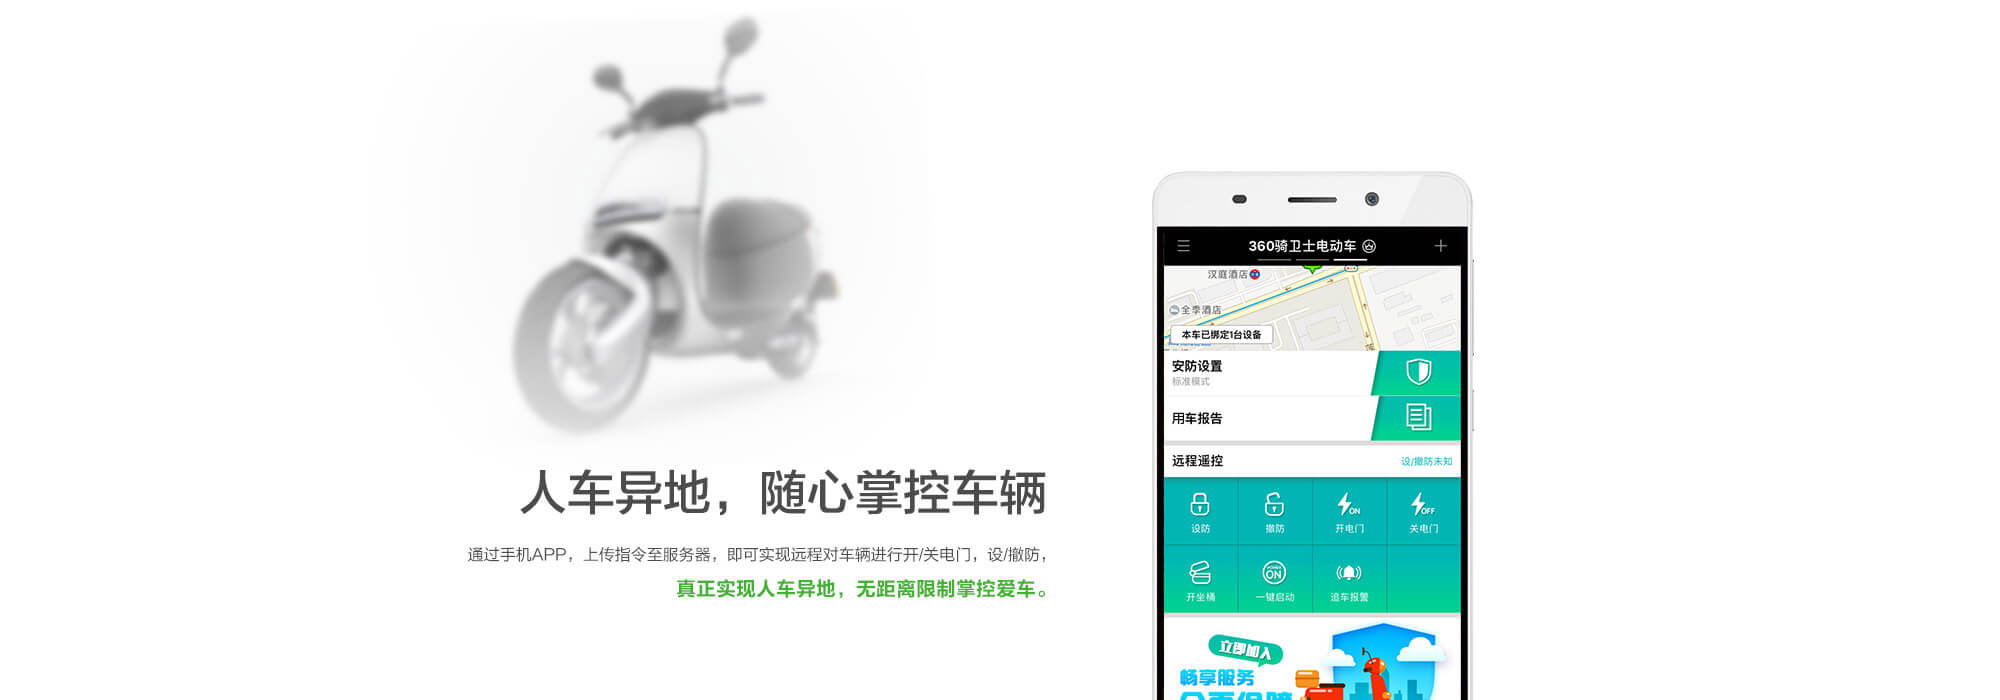 人车异地，随心掌控车辆
通过手机APP，上传指令至服务器，即可实现远程对车辆进行开/关电门，设/撤防，
真正实现人车异地，无距离限制掌控爱车。
360骑卫士电动车
汉庭酒店
全季酒店
本车已绑定1台设备
安防设置
标准模式
用车报告
远程遥控
设/撤防未知
ON
OFF
设防
撤防
开电门
关电门
ON
开坐桶
一键启动
追车报警
立即加入
畅享服务